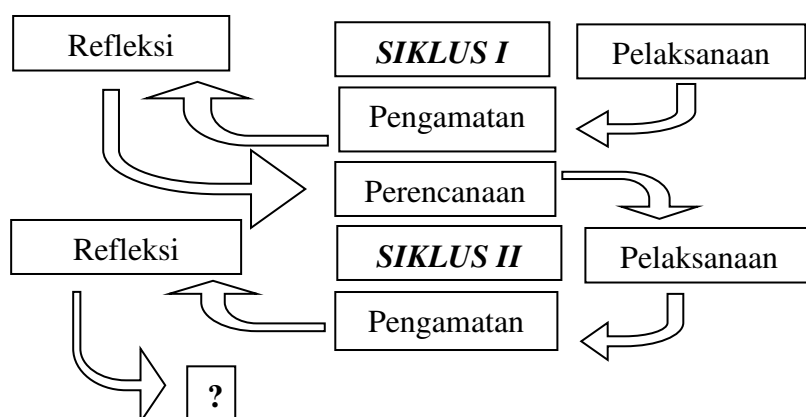 Refleksi
SIKLUS I
Pelaksanaan
Pengamatan
Perencanaan
Refleksi
SIKLUS II
Pelaksanaan
Pengamatan
?